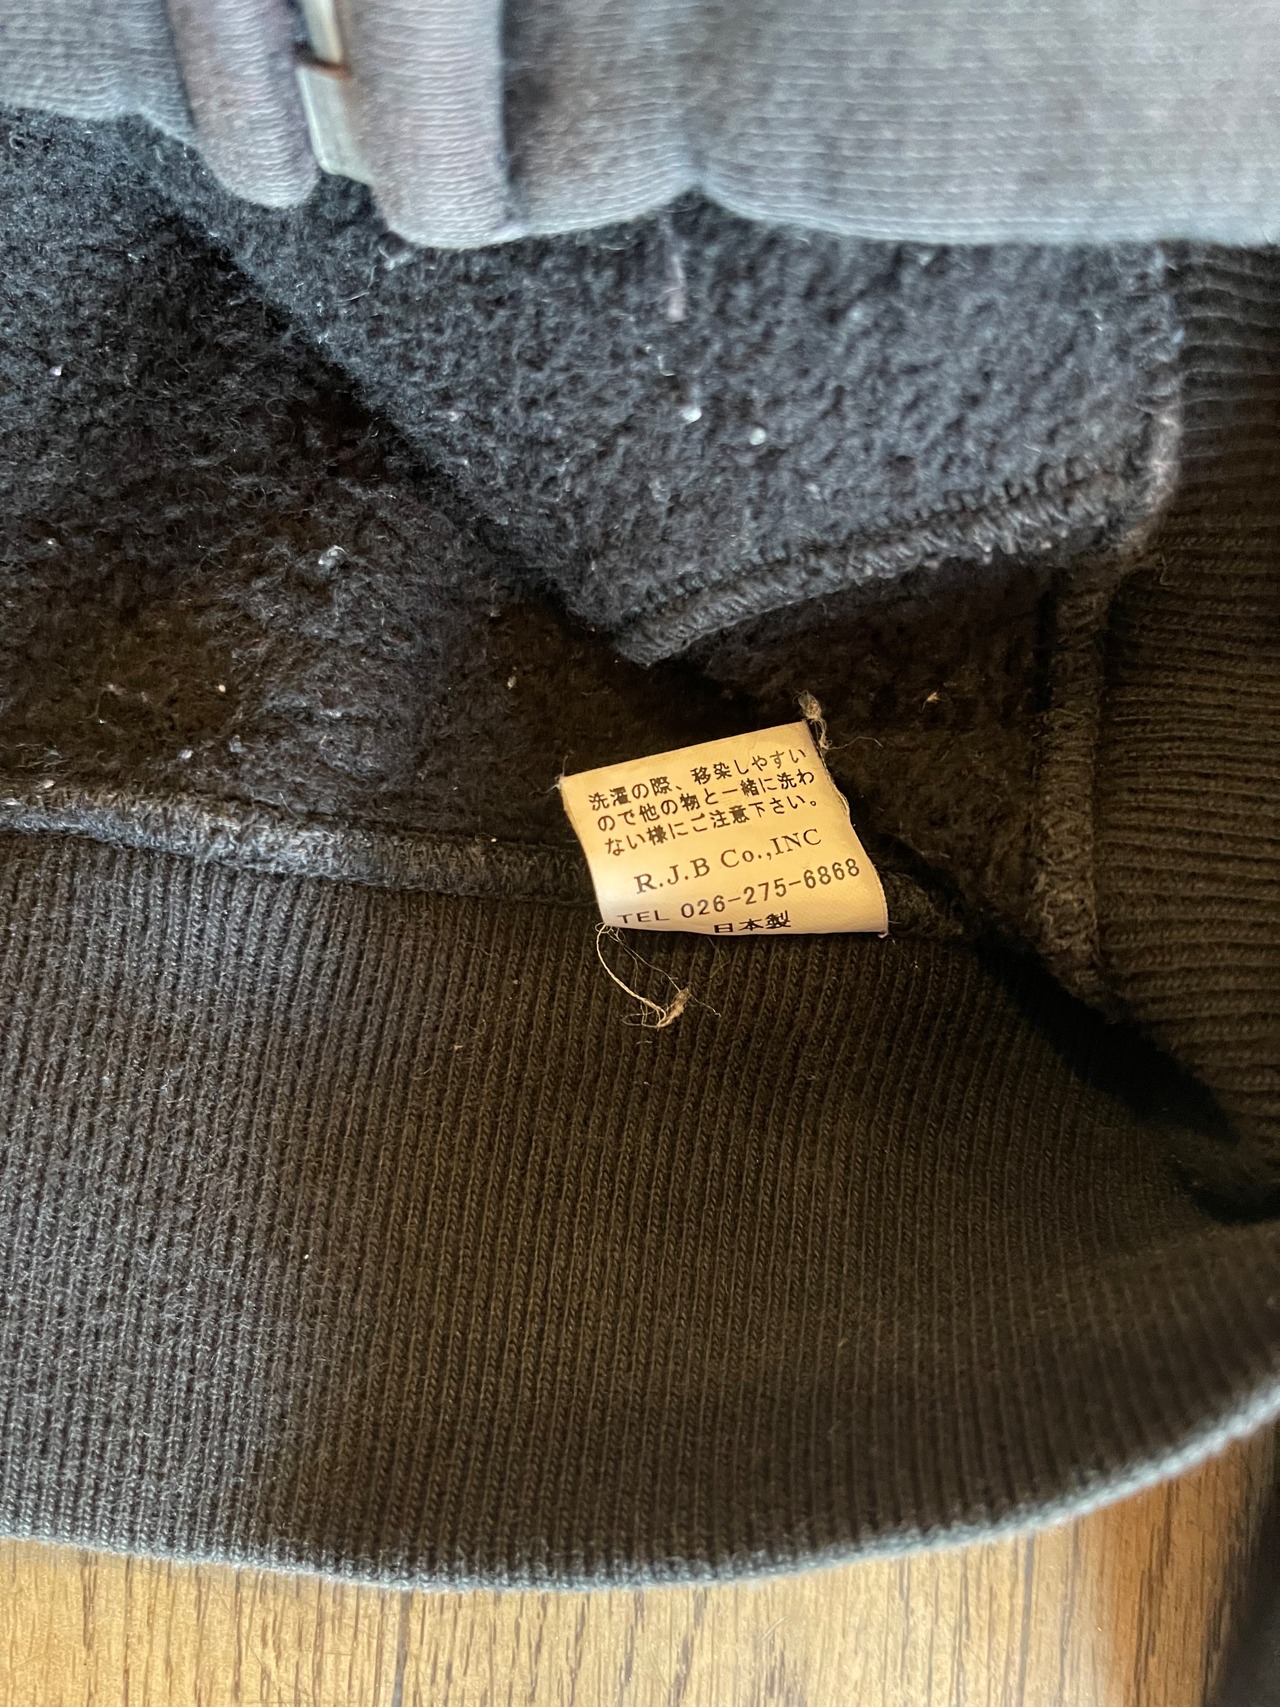 洗濯の際、移染しやすい
ので他の物と一緒に洗わ
ない様にご注意下さい。
R.J.B Co.,INC
TEL 026-275-6868
日本製